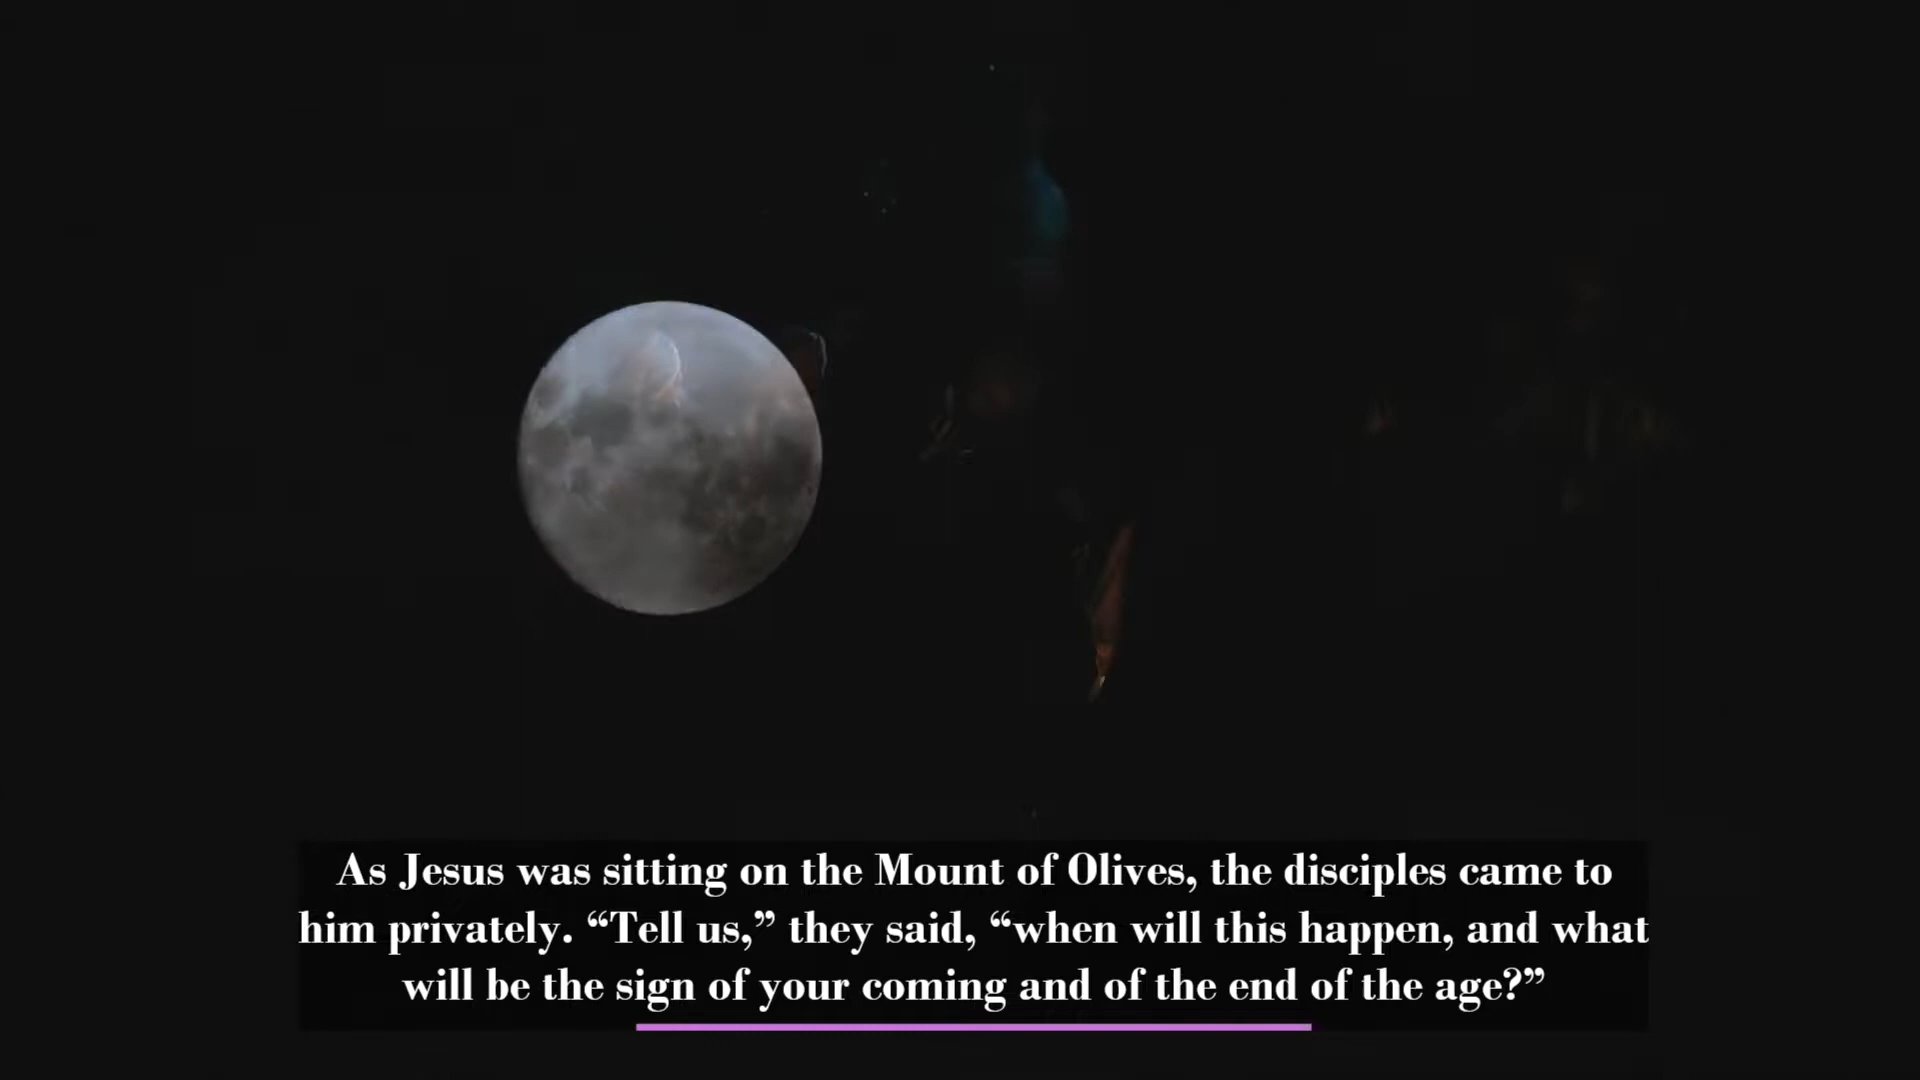 As Jesus was sitting on the Mount of Olives, the disciples came to
him privately. “Tell us,” they said, “when will this happen, and what
will be the sign of your coming and of the end of the age?”